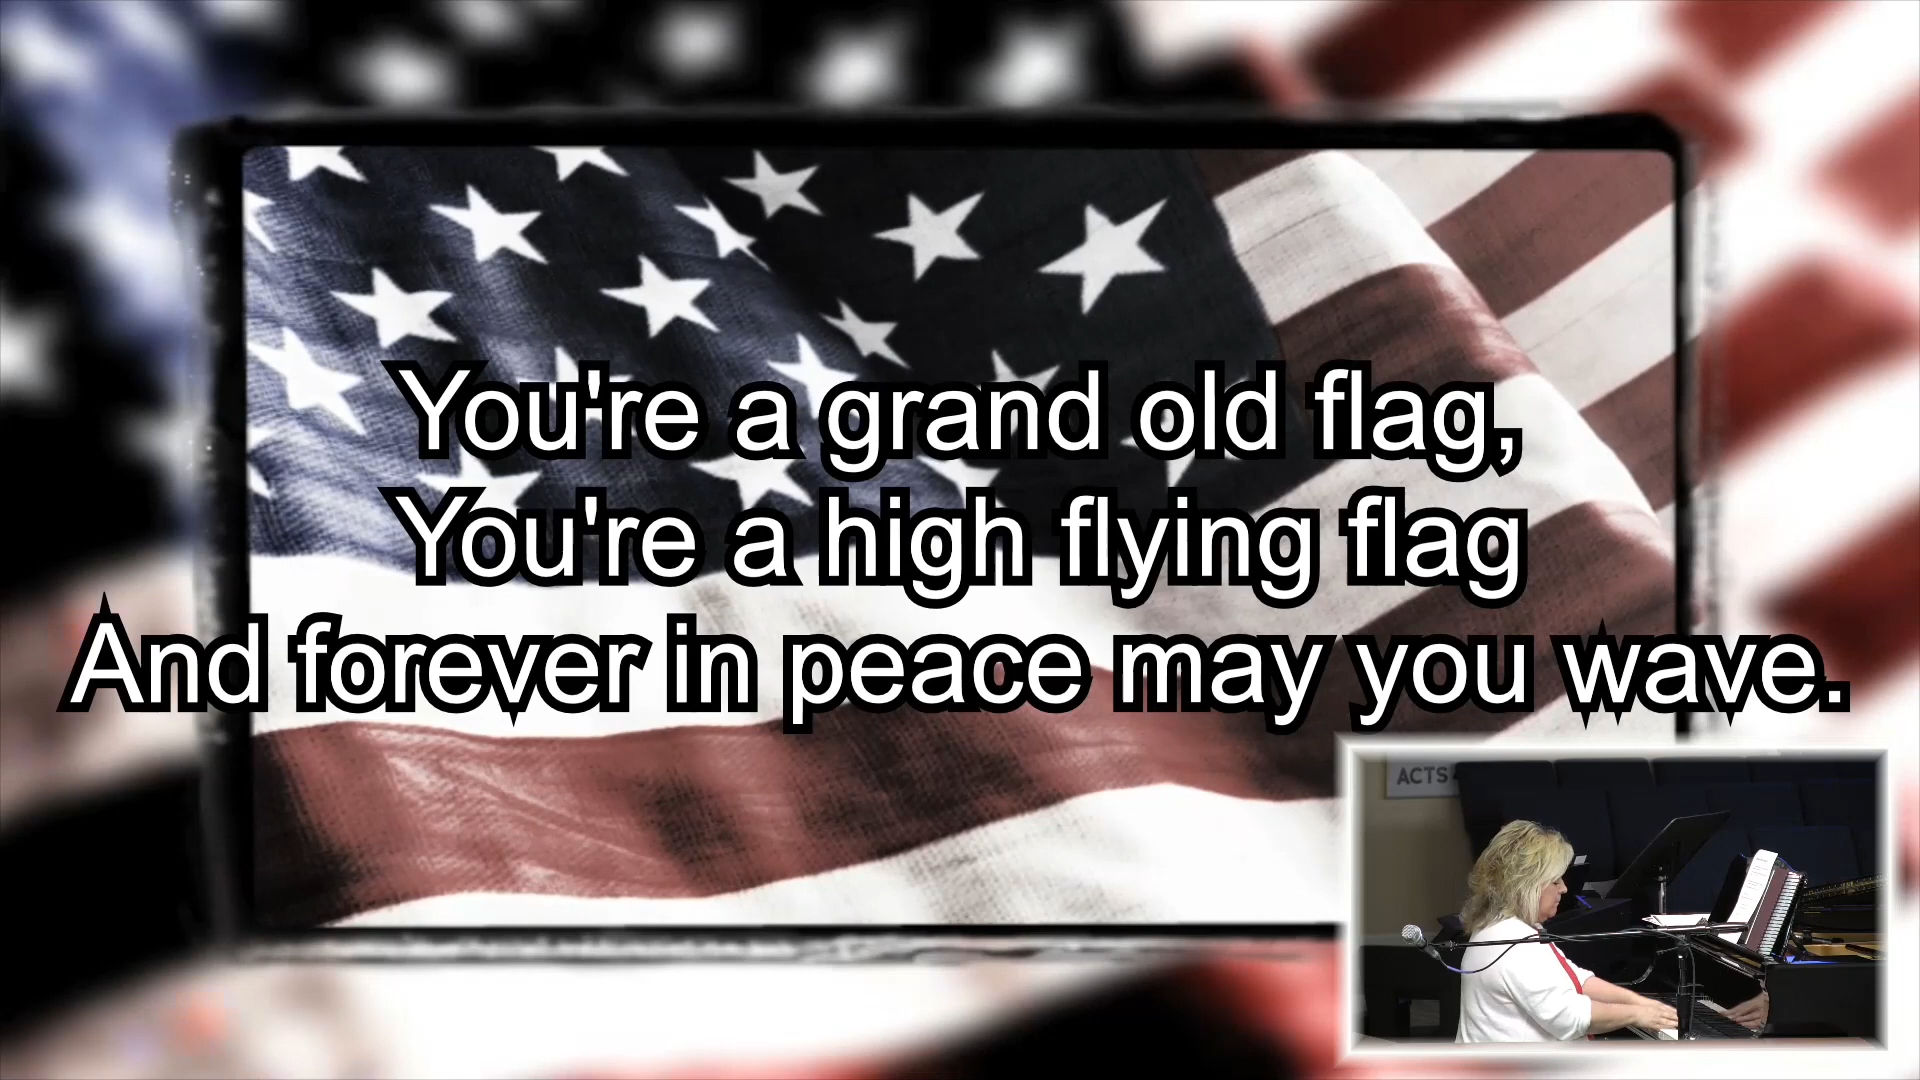 You're a grand old flag,
You're a high flying flag
And forever in peace may you wave.
ACTS